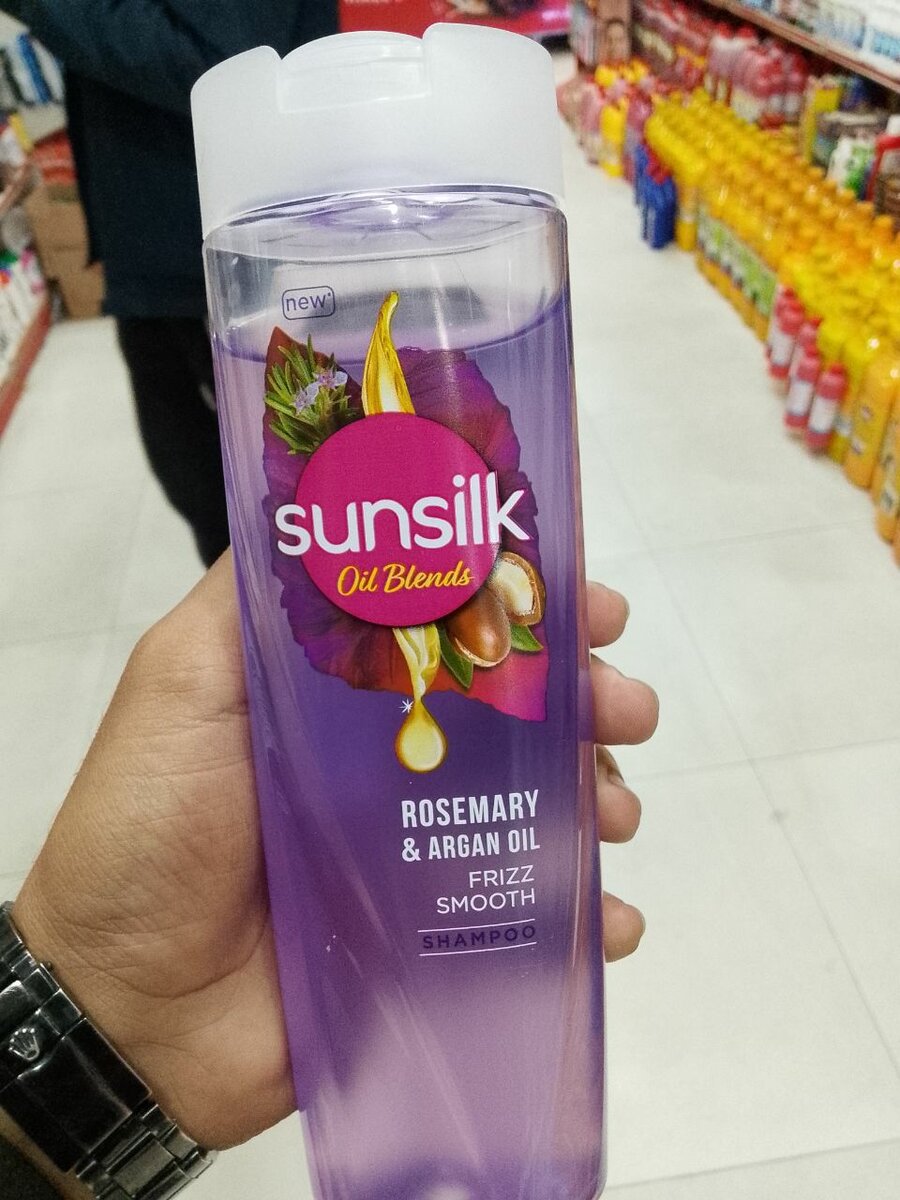 new*
sunsilk
Oil Blends
ROSEMARY
& ARGAN OIL
FRIZZ
SMOOTH
SHAMPOO